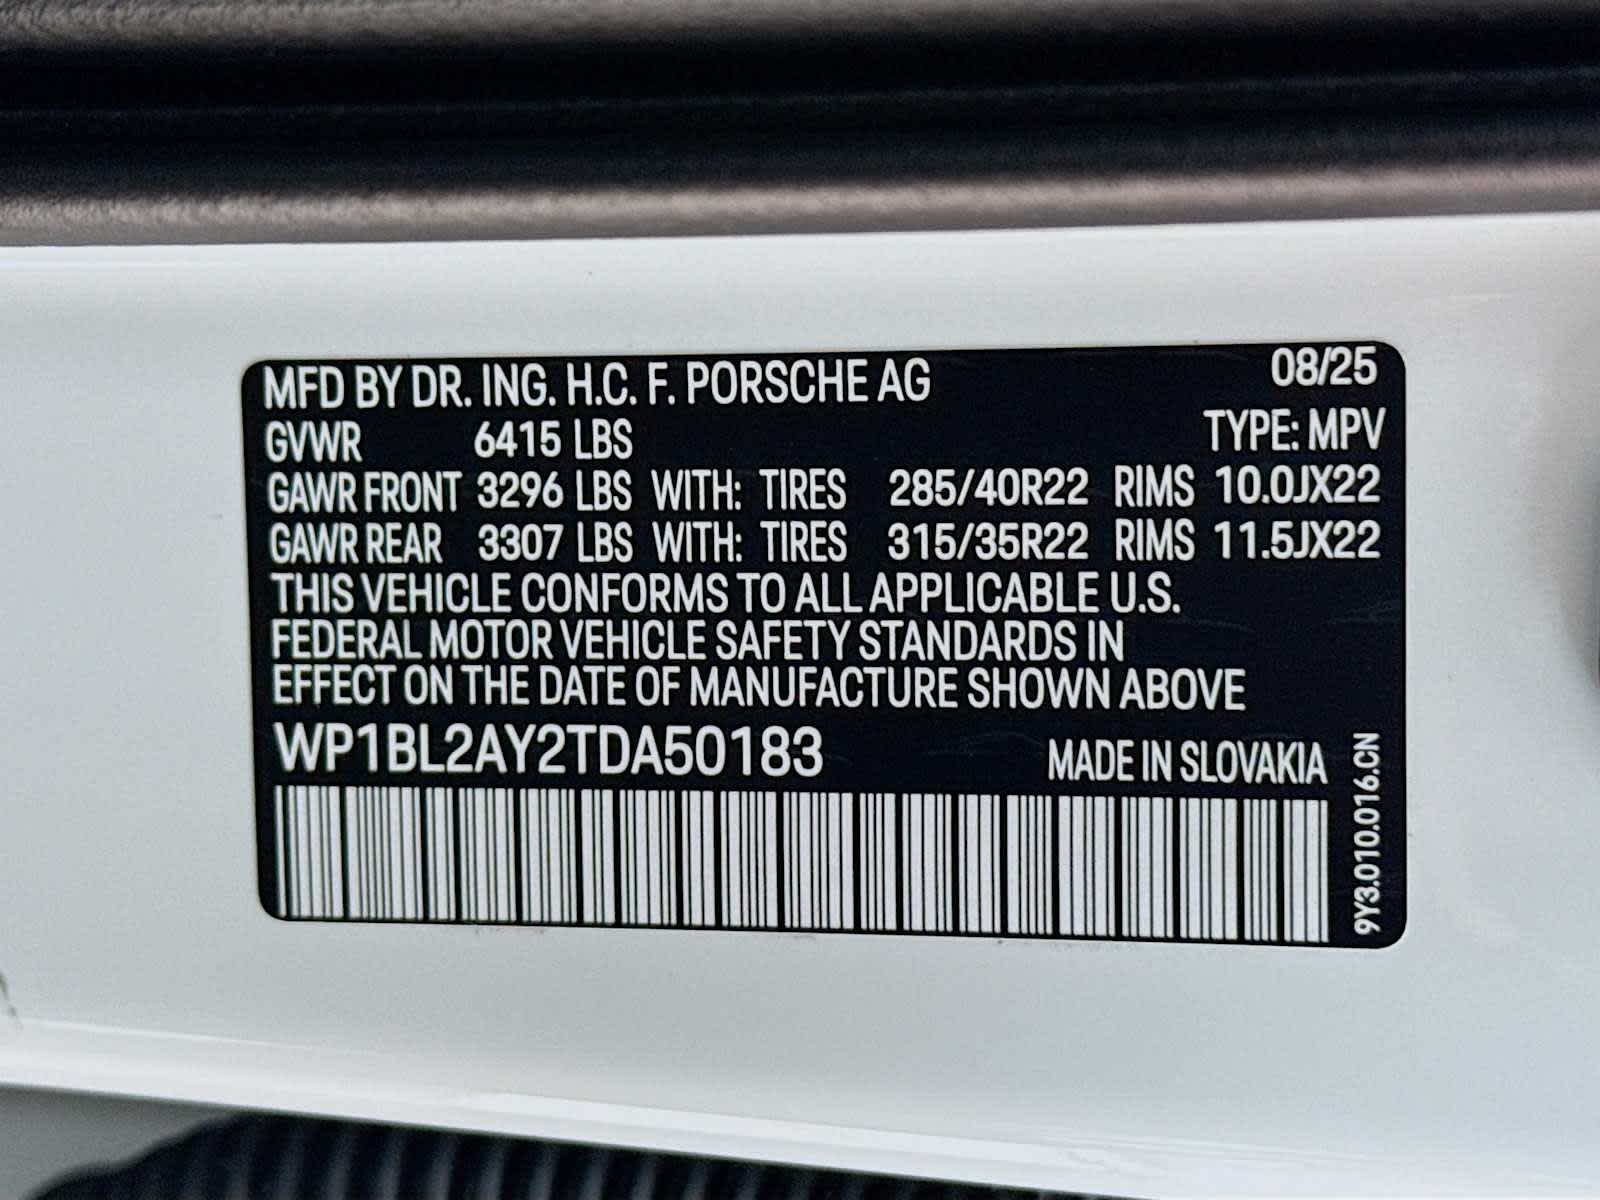 MFD BY DR. ING. H.C. F. PORSCHE AG 08/25
GVWR 6415 LBS TYPE: MPV
GAWR FRONT 3296 LBS WITH: TIRES 285/40R22 RIMS 10.0JX22
GAWR REAR 3307 LBS WITH: TIRES 315/35R22 RIMS 11.5JX22
THIS VEHICLE CONFORMS TO ALL APPLICABLE U.S.
FEDERAL MOTOR VEHICLE SAFETY STANDARDS IN
EFFECT ON THE DATE OF MANUFACTURE SHOWN ABOVE
WP1BL2AY2TDA50183 MADE IN SLOVAKIA
9Y3.010.016.CN